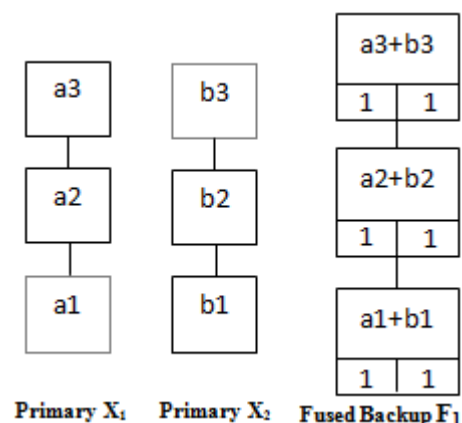 a3
a2
a1
Primary X₁
b3
b2
b1
Primary X₂
a3+b3
1 1
a2+b2
1 1
a1+b1
1 1
Fused Backup F₁